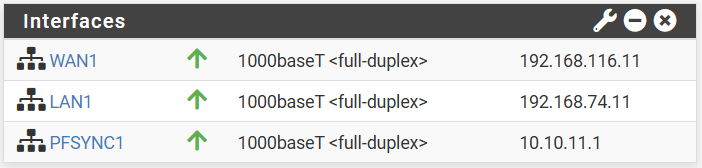 Interfaces
WAN1 1000baseT <full-duplex> 192.168.116.11
LAN1 1000baseT <full-duplex> 192.168.74.11
PFSYNC1 1000baseT <full-duplex> 10.10.11.1